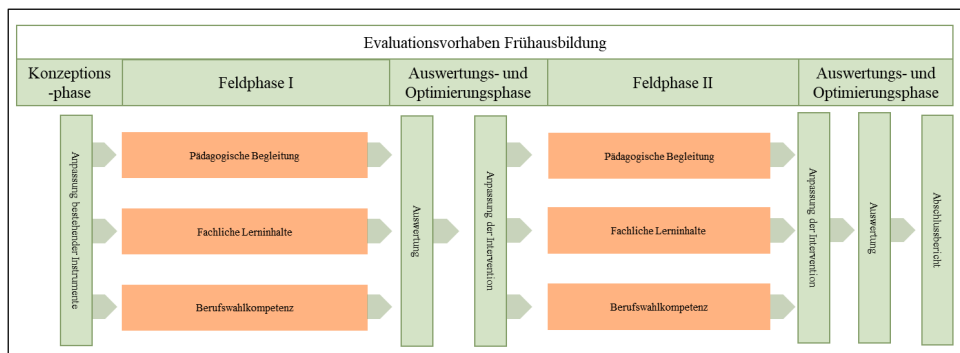 Evaluationsvorhaben Frühausbildung
Konzeptions
-phase
Feldphase I
Auswertungs- und
Optimierungsphase
Feldphase II
Auswertungs- und
Optimierungsphase
Anpassung bestehender Instrumente
Pädagogische Begleitung
Fachliche Lerninhalte
Berufswahlkompetenz
Auswertung
Anpassung der Intervention
Pädagogische Begleitung
Fachliche Lerninhalte
Berufswahlkompetenz
Anpassung der Intervention
Auswertung
Abschlussbericht